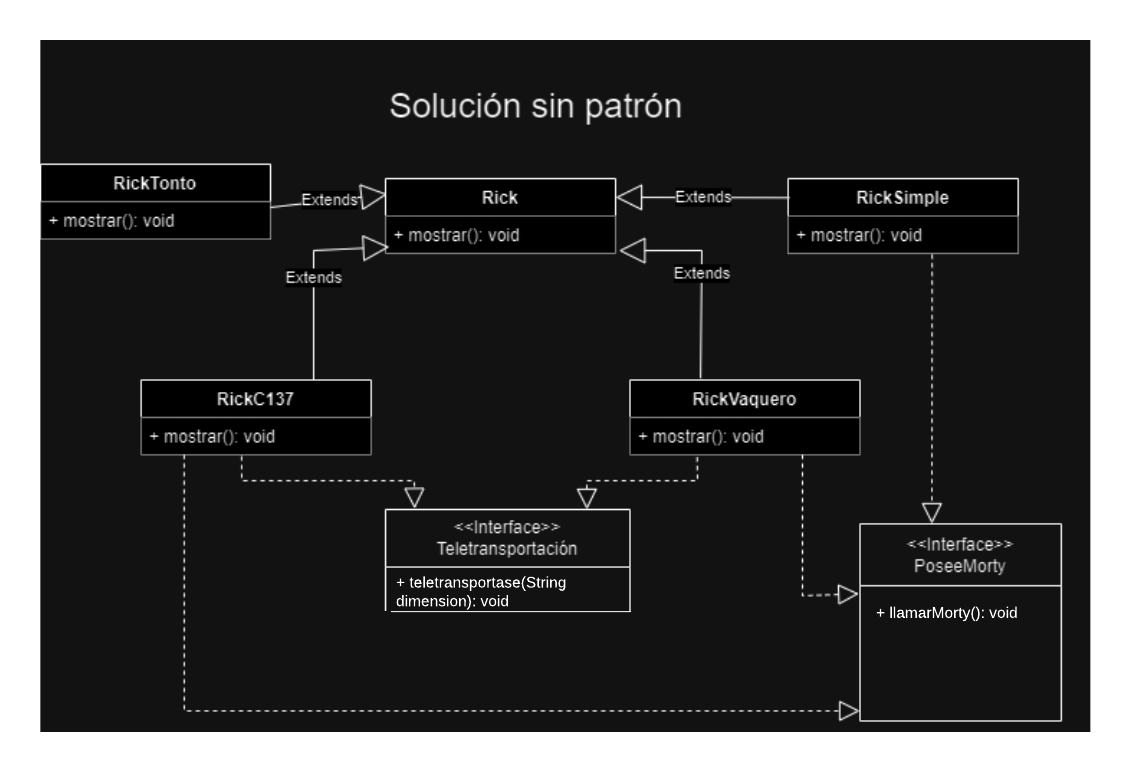 Solución sin patrón
RickTonto
+ mostrar(): void
Extends
Rick
+ mostrar(): void
Extends
RickSimple
+ mostrar(): void
Extends
Extends
RickC137
+ mostrar(): void
RickVaquero
+ mostrar(): void
<<Interface>>
Teletransportación
+ teletransportase(String
dimension): void
<<Interface>>
PoseeMorty
+ llamarMorty(): void